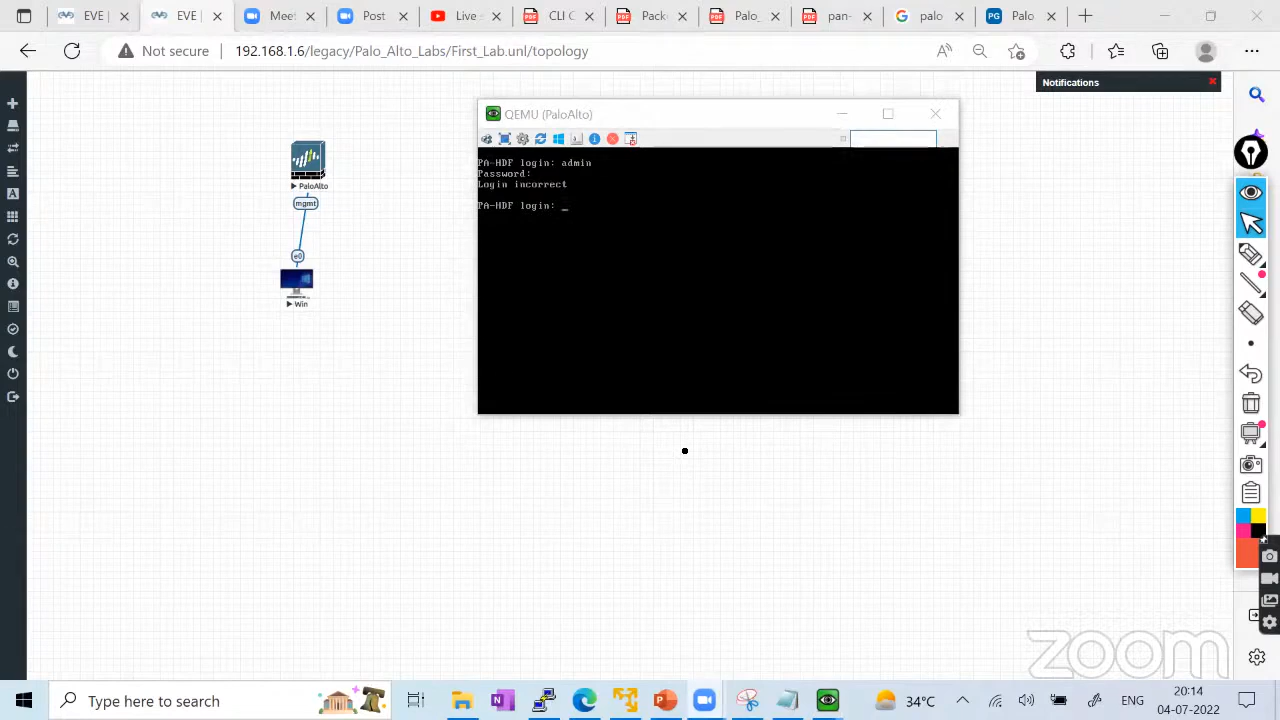 EVE
EVE
Mee
Post
Live
CLI C
Pack
Palo_
pan-
palo
Palo
Not secure
192.168.1.6/legacy/Palo_Alto_Labs/First_Lab.unl/topology
Notifications
QEMU (PaloAlto)
PA-HDF login: admin
Password:
Login incorrect
PA-HDF login: _
PaloAlto
mgmt
e0
Win
zoom
Type here to search
34°C
ENG
20:14
04-07-2022